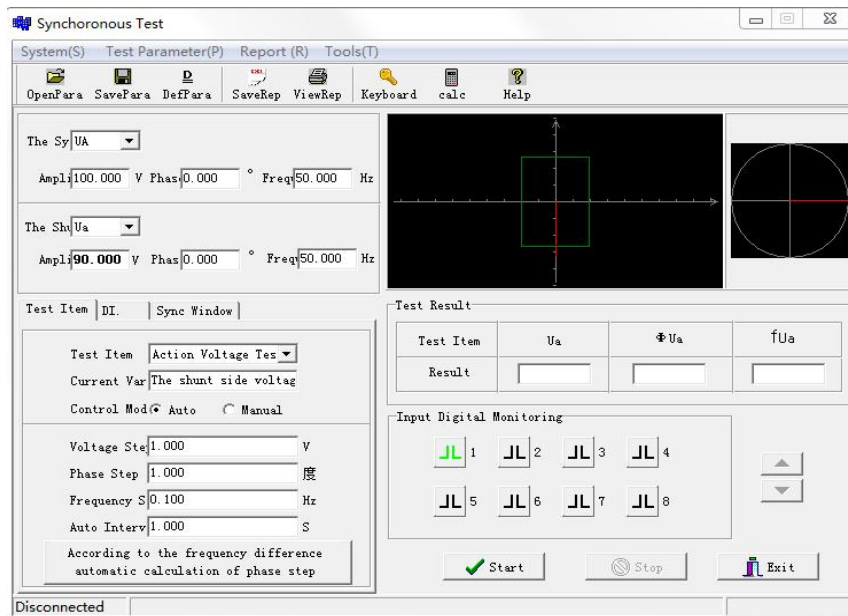 Synchoronous Test
System(S) Test Parameter(P) Report (R) Tools(T)
OpenPara SavePara DefPara SaveRep ViewRep Keyboard calc Help
The Sy UA
Ampli 100.000 V Phas 0.000 ° Freq 50.000 Hz
The Shu Ua
Ampli 90.000 V Phas 0.000 ° Freq 50.000 Hz
Test Item DI. Sync Window
Test Item Action Voltage Tes
Current Var The shunt side voltag
Control Mod Auto Manual
Voltage Ste 1.000 V
Phase Step 1.000 度
Frequency S 0.100 Hz
Auto Interv 1.000 S
According to the frequency difference
automatic calculation of phase step
Test Result
Test Item Ua ΦUa fUa
Result
Input Digital Monitoring
1 2 3 4
5 6 7 8
Start Stop Exit
Disconnected